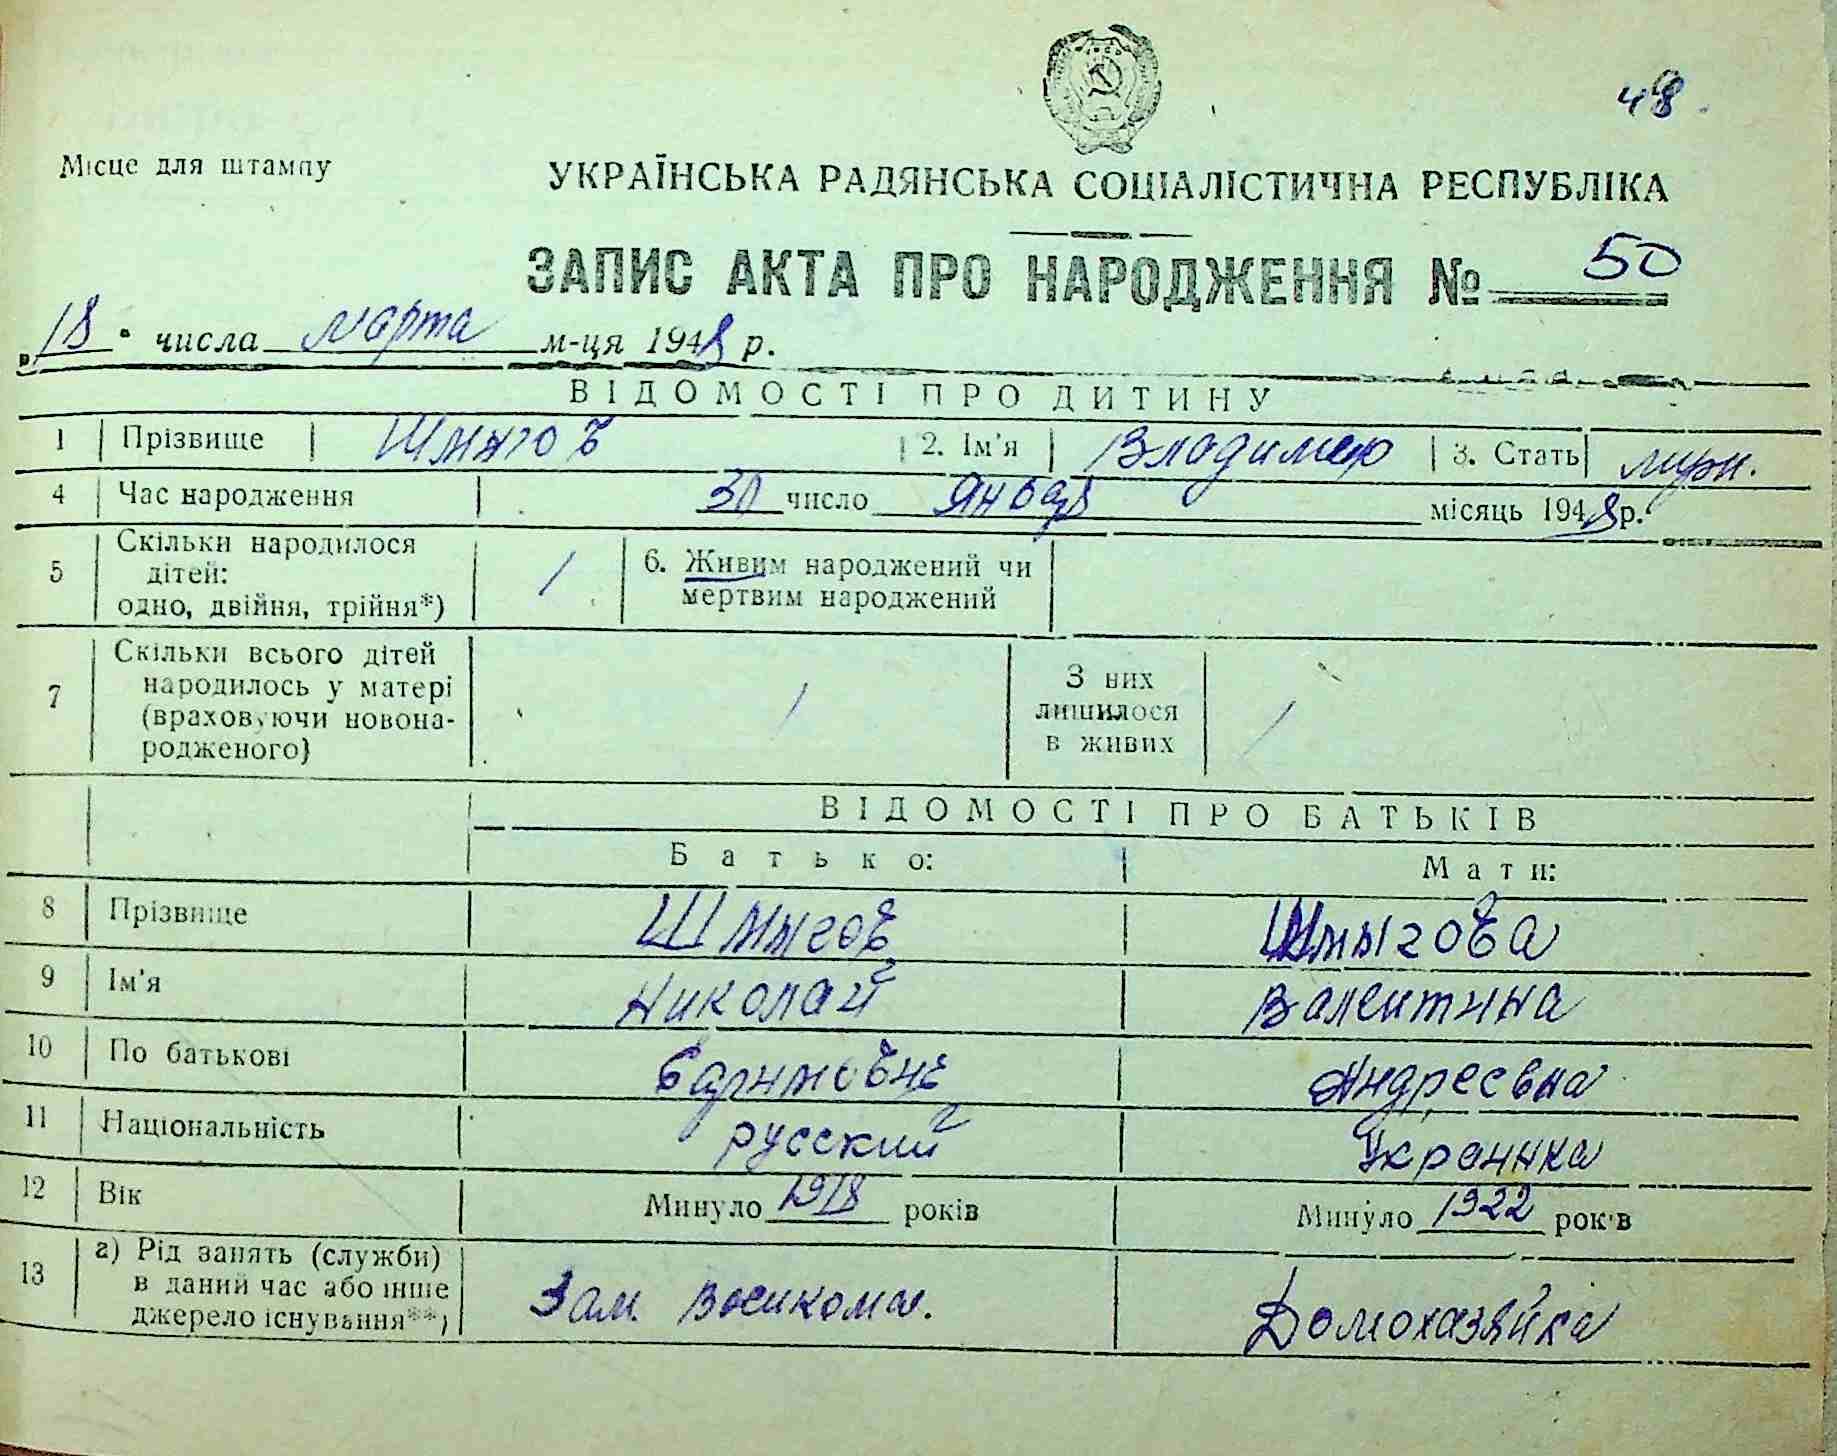 48
Місце для штампу
УКРАЇНСЬКА РАДЯНСЬКА СОЦІАЛІСТИЧНА РЕСПУБЛІКА
ЗАПИС АКТА ПРО НАРОДЖЕННЯ № 50
"18" числа марта м-ця 1948 р.
ВІДОМОСТІ ПРО ДИТИНУ
1 Прізвище Шмыгов 2. Ім'я Владимер 3. Стать
4 Час народження 30 число Январ місяць 1948 р.
5 Скільки народилося дітей: одно, двійня, трійня*) 1 6. Живим народжений чи мертвим народжений
7 Скільки всього дітей народилось у матері (враховуючи новонародженого) 1 З них лишилося в живих 1
ВІДОМОСТІ ПРО БАТЬКІВ
Батько: Мати:
8 Прізвище Шмыгов Шмыгова
9 Ім'я Николай Валентина
10 По батькові Андреевна
11 Національність русский Украинка
12 Вік Минуло 1918 років Минуло 1922 років
13 а) Рід занять (служби) в даний час або інше джерело існування**) Зам. Военкома. Домохазяйка